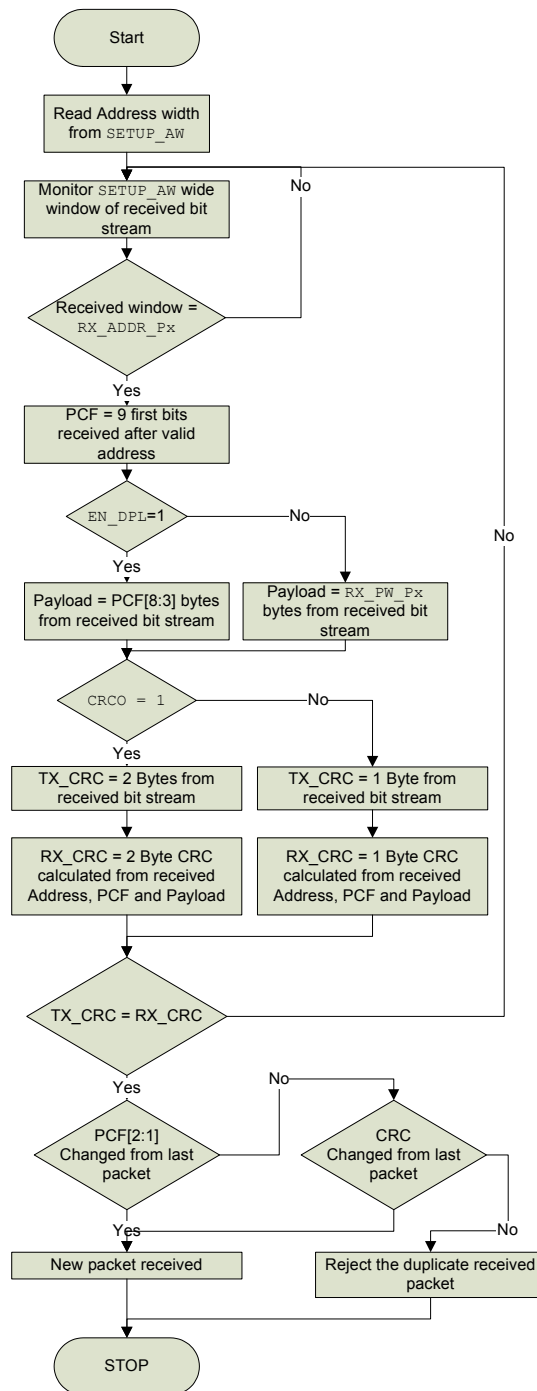 Start
Read Address width
from SETUP_AW
No
Monitor SETUP_AW wide
window of received bit
stream
Received window =
RX_ADDR_Px
Yes
PCF = 9 first bits
received after valid
address
EN_DPL=1
No
No
Yes
Payload = PCF[8:3] bytes
from received bit stream
Payload = RX_PW_Px
bytes from received bit
stream
CRCO = 1
No
Yes
TX_CRC = 2 Bytes from
received bit stream
TX_CRC = 1 Byte from
received bit stream
RX_CRC = 2 Byte CRC
calculated from received
Address, PCF and Payload
RX_CRC = 1 Byte CRC
calculated from received
Address, PCF and Payload
TX_CRC = RX_CRC
Yes
No
PCF[2:1]
Changed from last
packet
CRC
Changed from last
packet
Yes
No
New packet received
Reject the duplicate received
packet
STOP